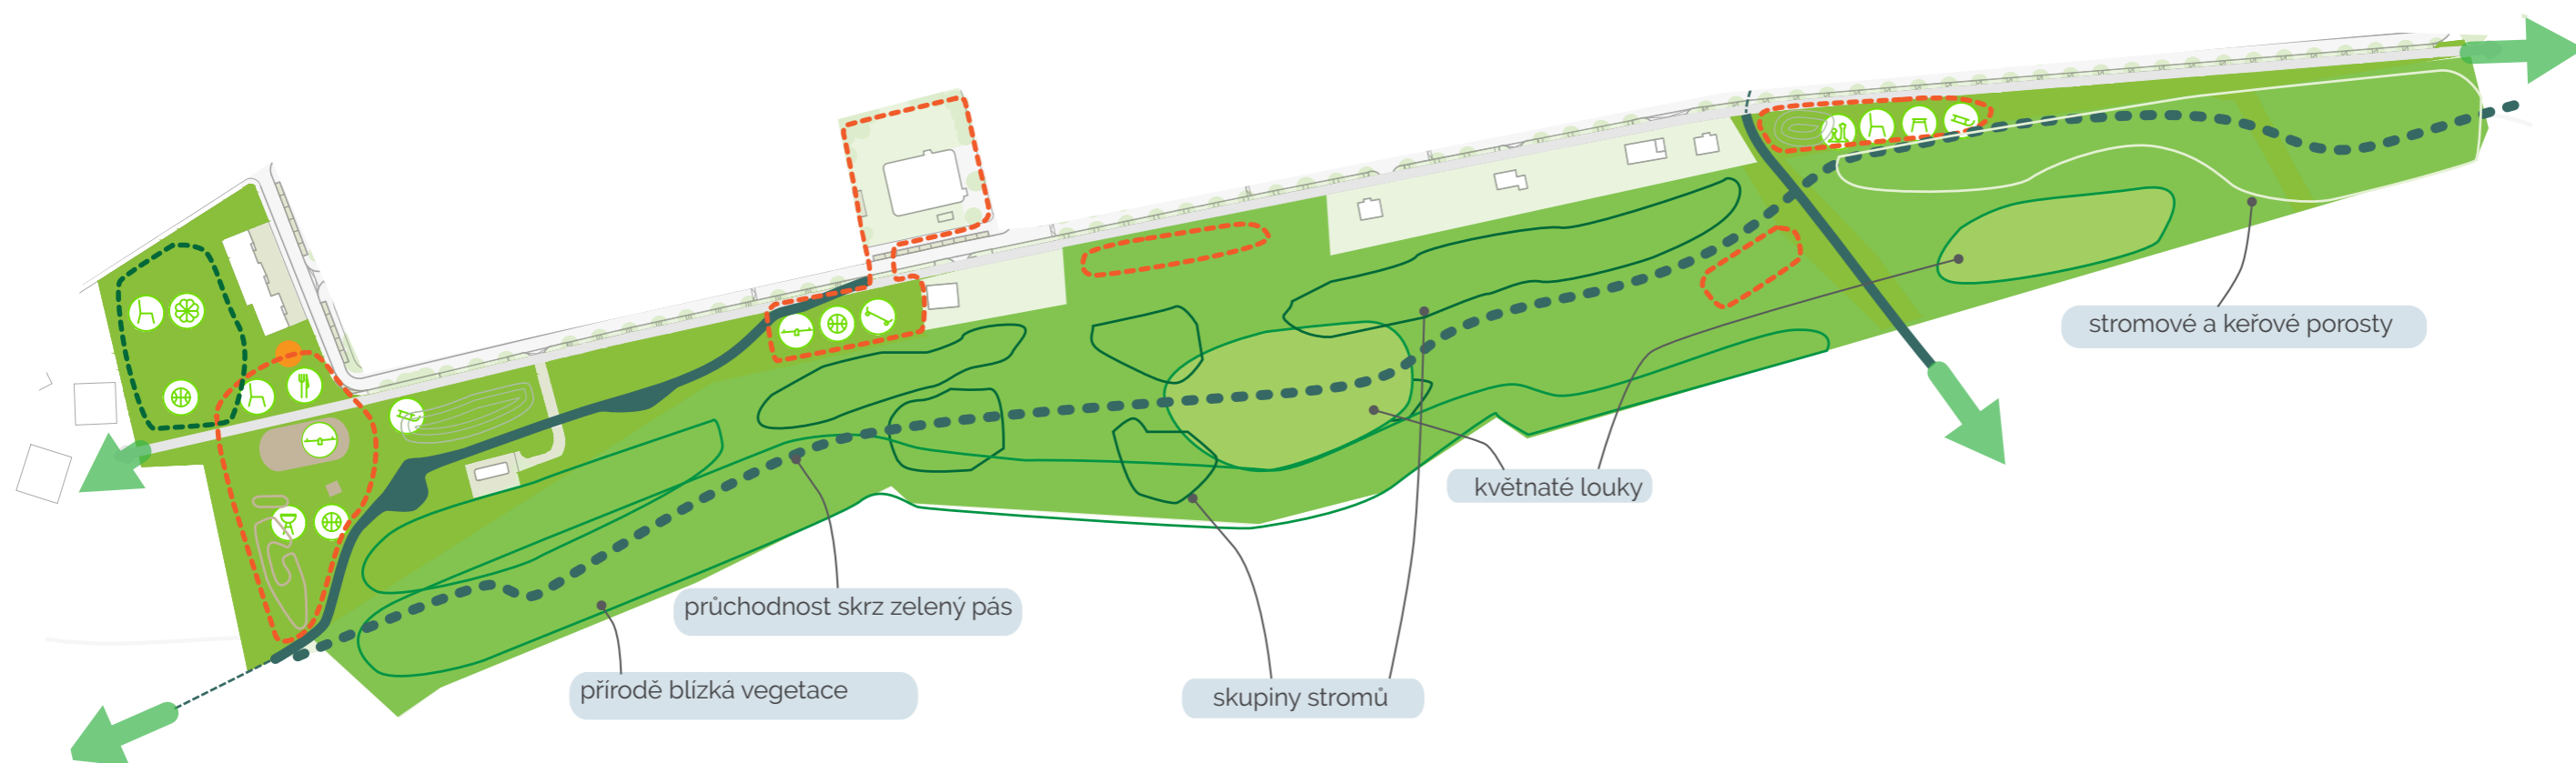 stromové a keřové porosty
květnaté louky
průchodnost skrz zelený pás
přírodě blízká vegetace
skupiny stromů